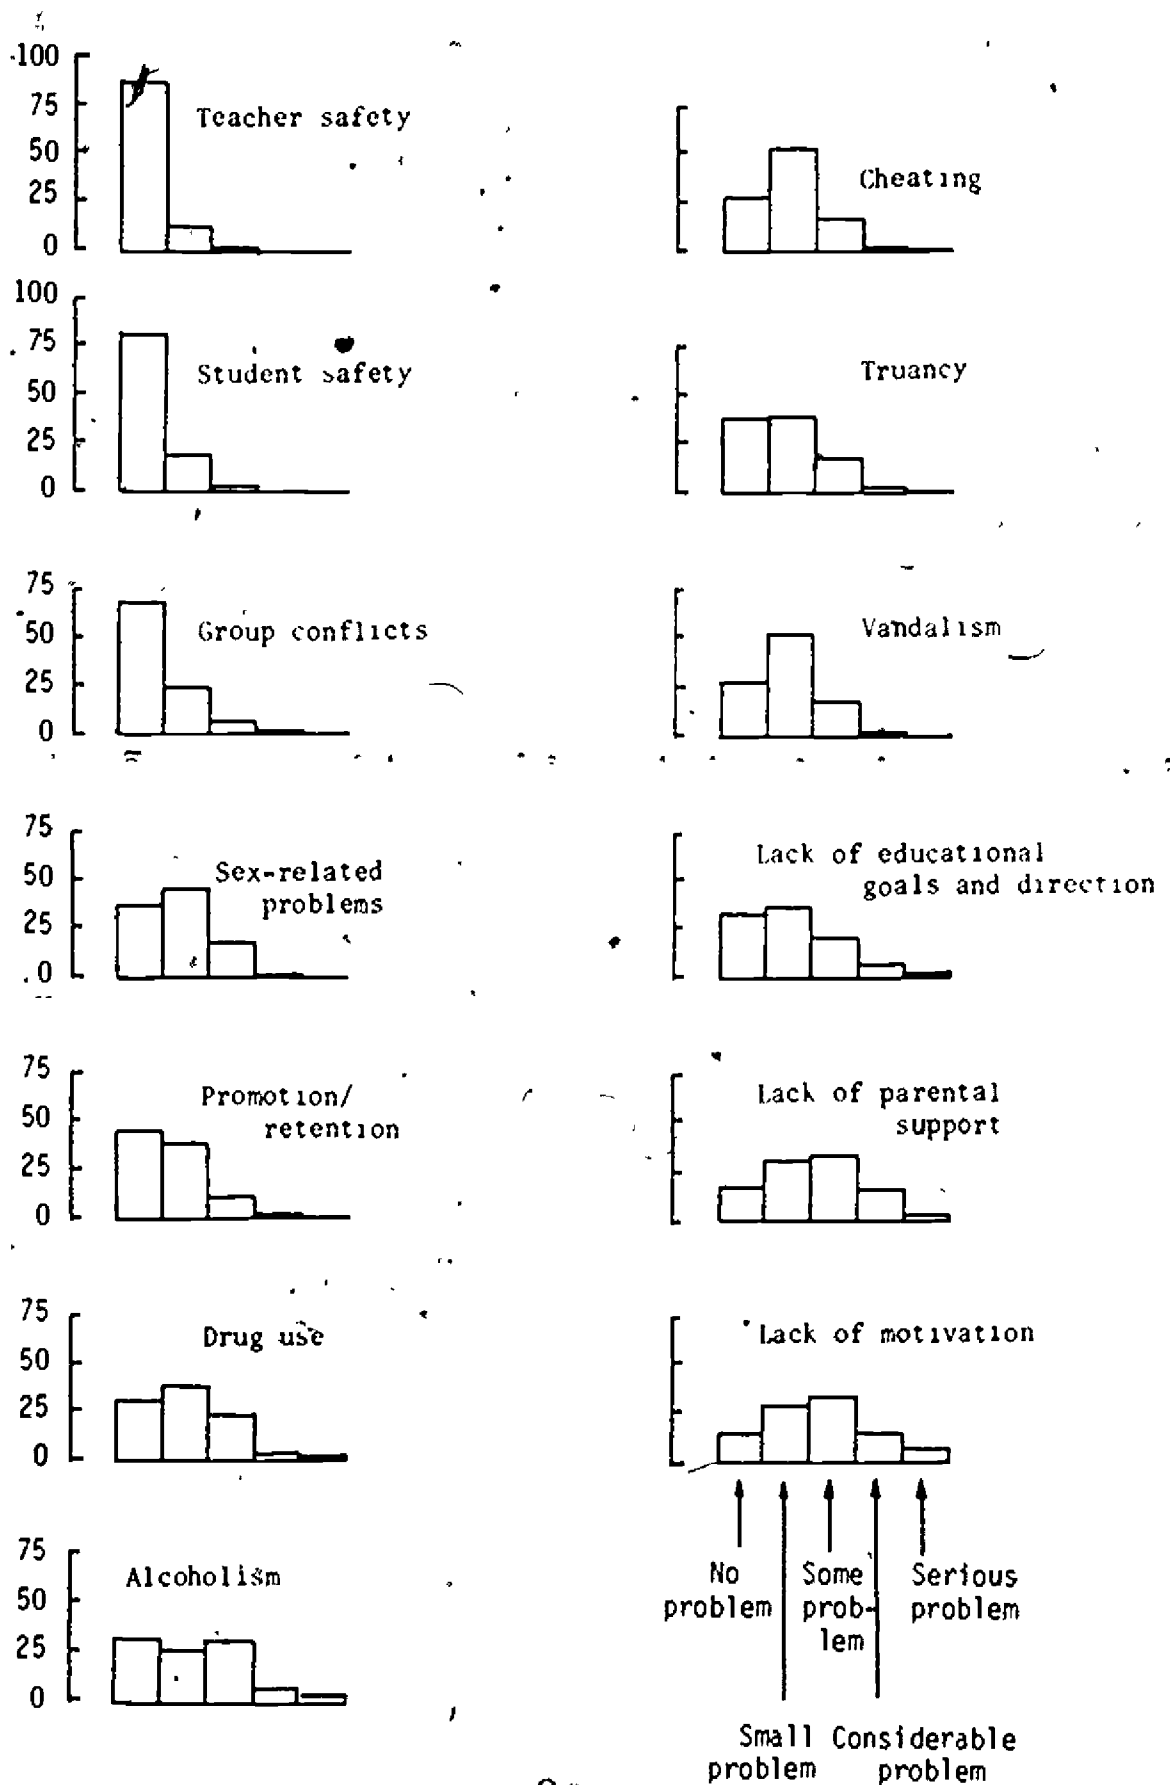 100
75
50
25
0
Teacher safety
Cheating
100
75
50
25
0
Student safety
Truancy
75
50
25
0
Group conflicts
Vandalism
75
50
25
0
Sex-related
problems
Lack of educational
goals and direction
75
50
25
0
Promotion/
retention
Lack of parental
support
75
50
25
0
Drug use
Lack of motivation
75
50
25
0
Alcoholism
No
problem
Some
prob-
lem
Serious
problem
Small
problem
Considerable
problem